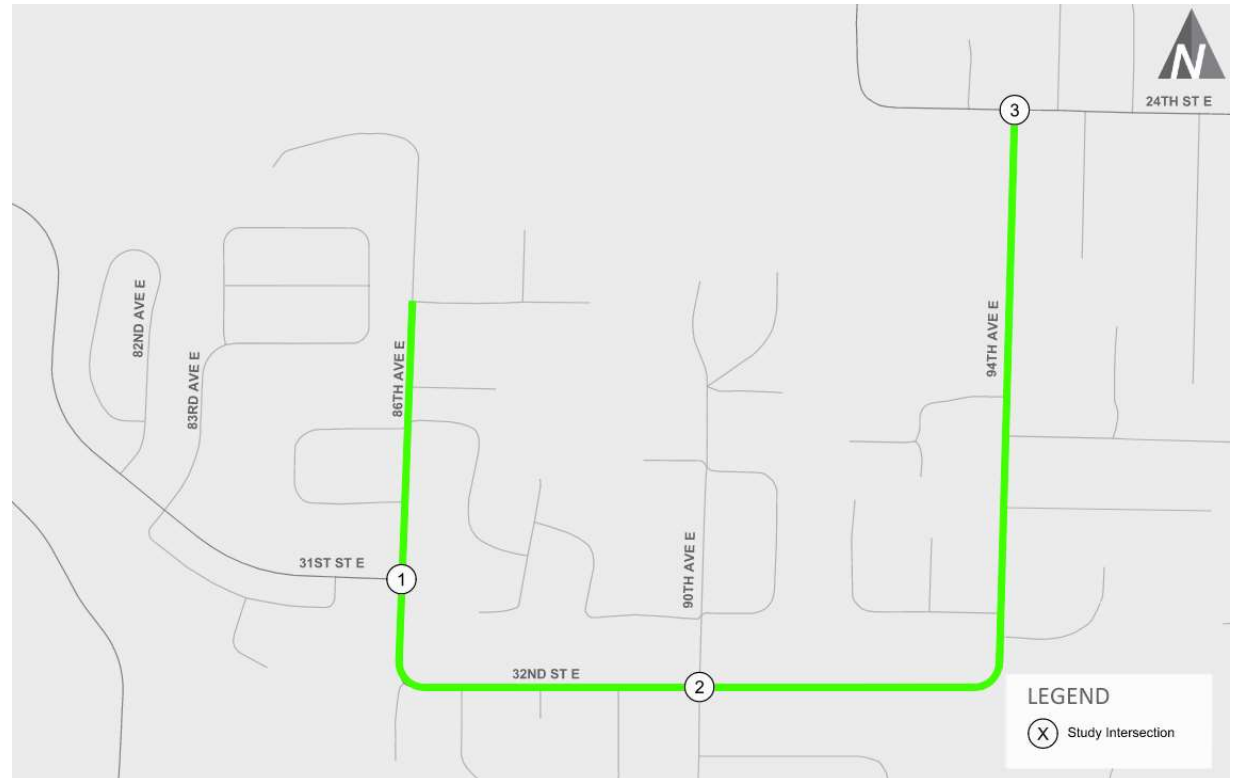 N
24TH ST E
3
82ND AVE E
83RD AVE E
86TH AVE E
94TH AVE E
31ST ST E
1
90TH AVE E
32ND ST E
2
LEGEND
X Study Intersection